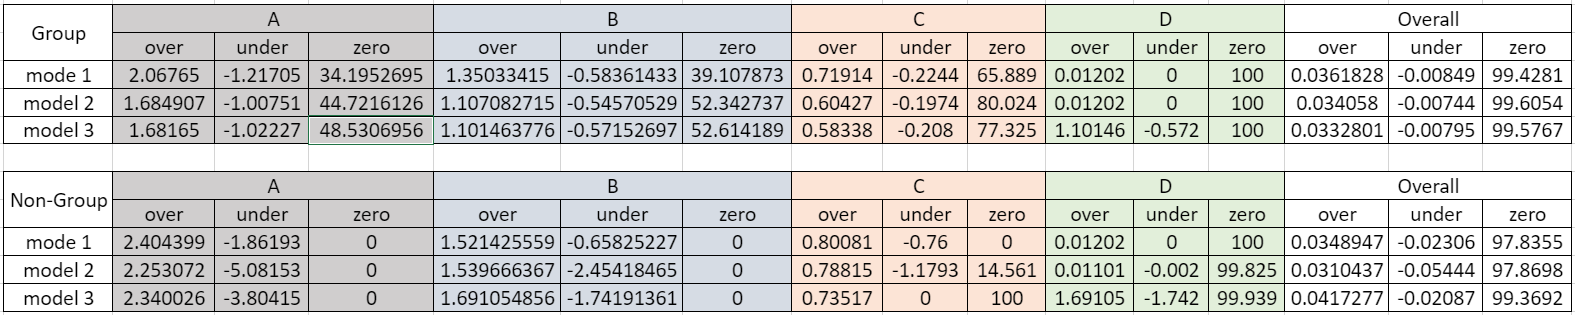 Group A B C D Overall
over under zero over under zero over under zero over under zero over under zero
mode 1 2.06765 -1.21705 34.1952695 1.35033415 -0.58361433 39.107873 0.71914 -0.2244 65.889 0.01202 0 100 0.0361828 -0.00849 99.4281
model 2 1.684907 -1.00751 44.7216126 1.107082715 -0.54570529 52.342737 0.60427 -0.1974 80.024 0.01202 0 100 0.034058 -0.00744 99.6054
model 3 1.68165 -1.02227 48.5306956 1.101463776 -0.57152697 52.614189 0.58338 -0.208 77.325 1.10146 -0.572 100 0.0332801 -0.00795 99.5767
Non-Group A B C D Overall
over under zero over under zero over under zero over under zero over under zero
mode 1 2.404399 -1.86193 0 1.521425559 -0.65825227 0 0.80081 -0.76 0 0.01202 0 100 0.0348947 -0.02306 97.8355
model 2 2.253072 -5.08153 0 1.539666367 -2.45418465 0 0.78815 -1.1793 14.561 0.01101 -0.002 99.825 0.0310437 -0.05444 97.8698
model 3 2.340026 -3.80415 0 1.691054856 -1.74191361 0 0.73517 0 100 1.69105 -1.742 99.939 0.0417277 -0.02087 99.3692